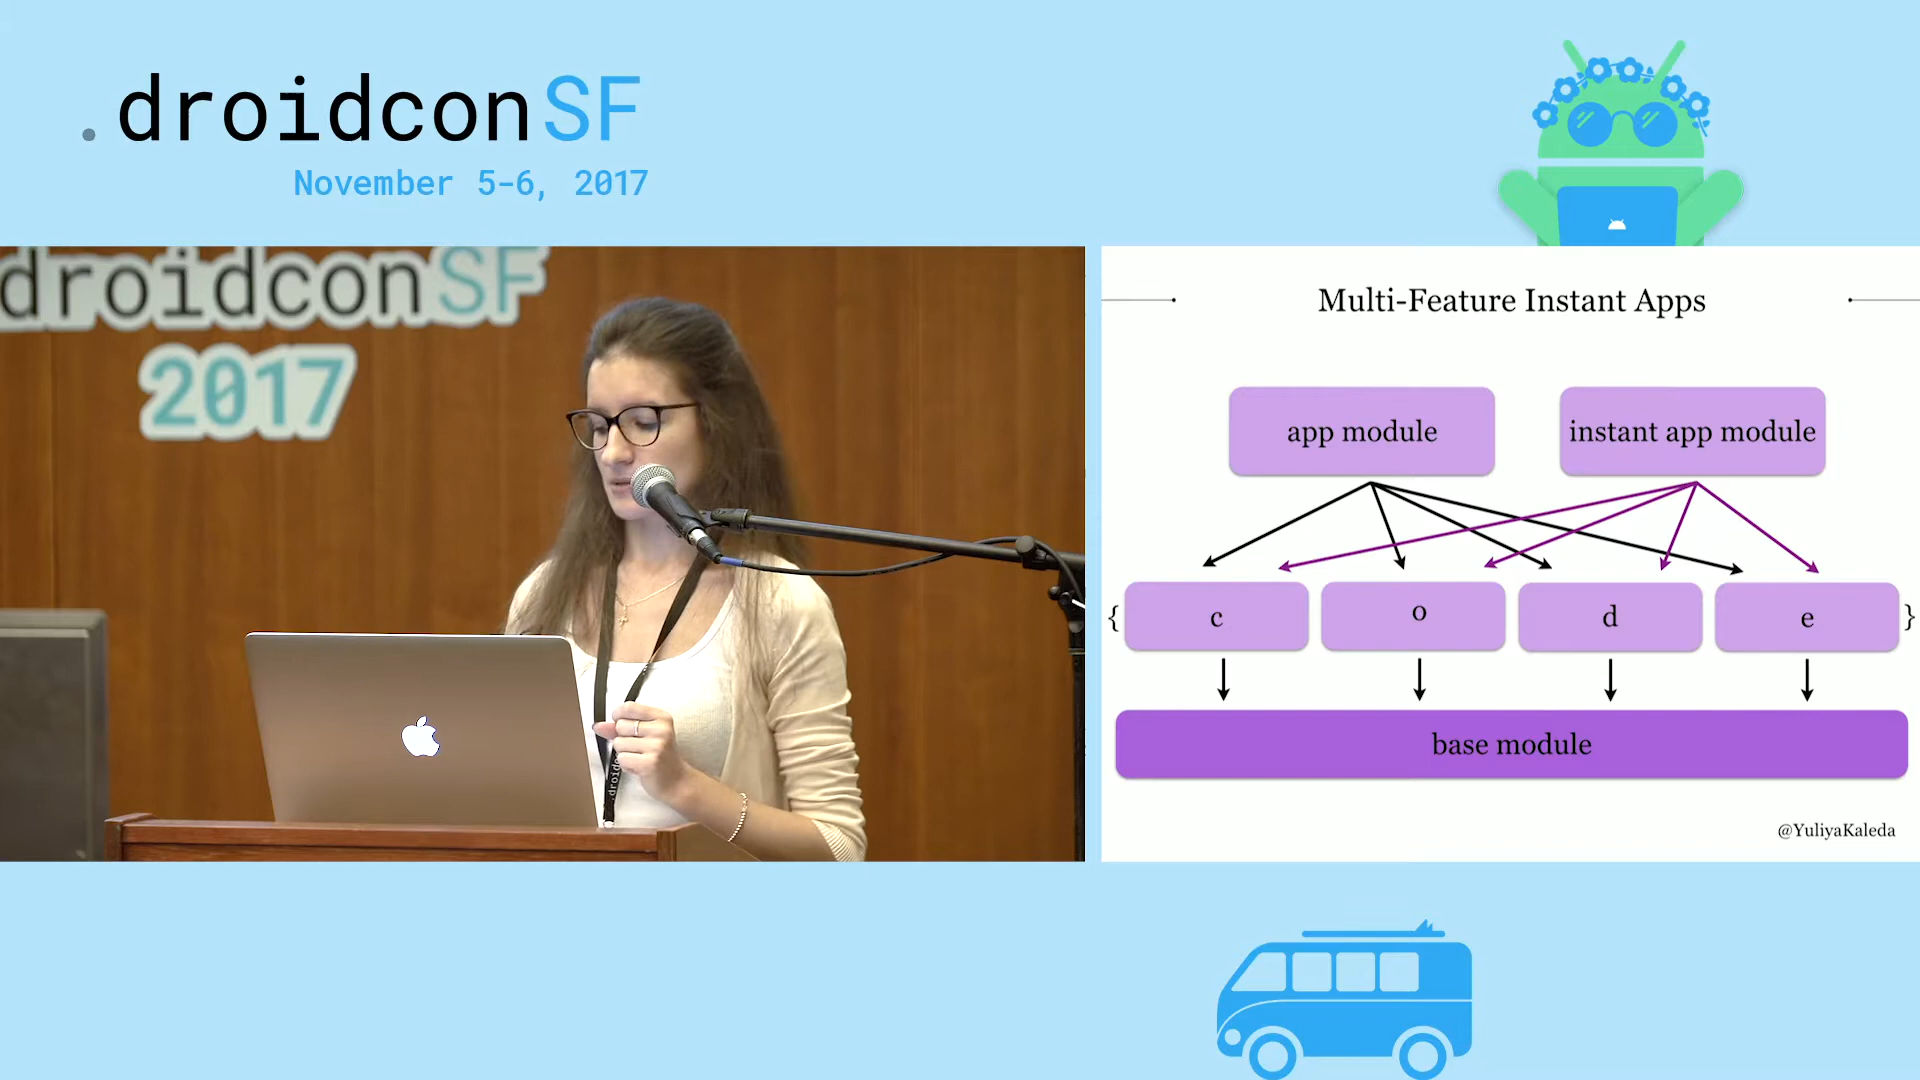 .droidconSF
November 5-6, 2017
droidconSF
2017
.droidc
Multi-Feature Instant Apps
app module
instant app module
{ c o d e }
base module
@YuliyaKaleda